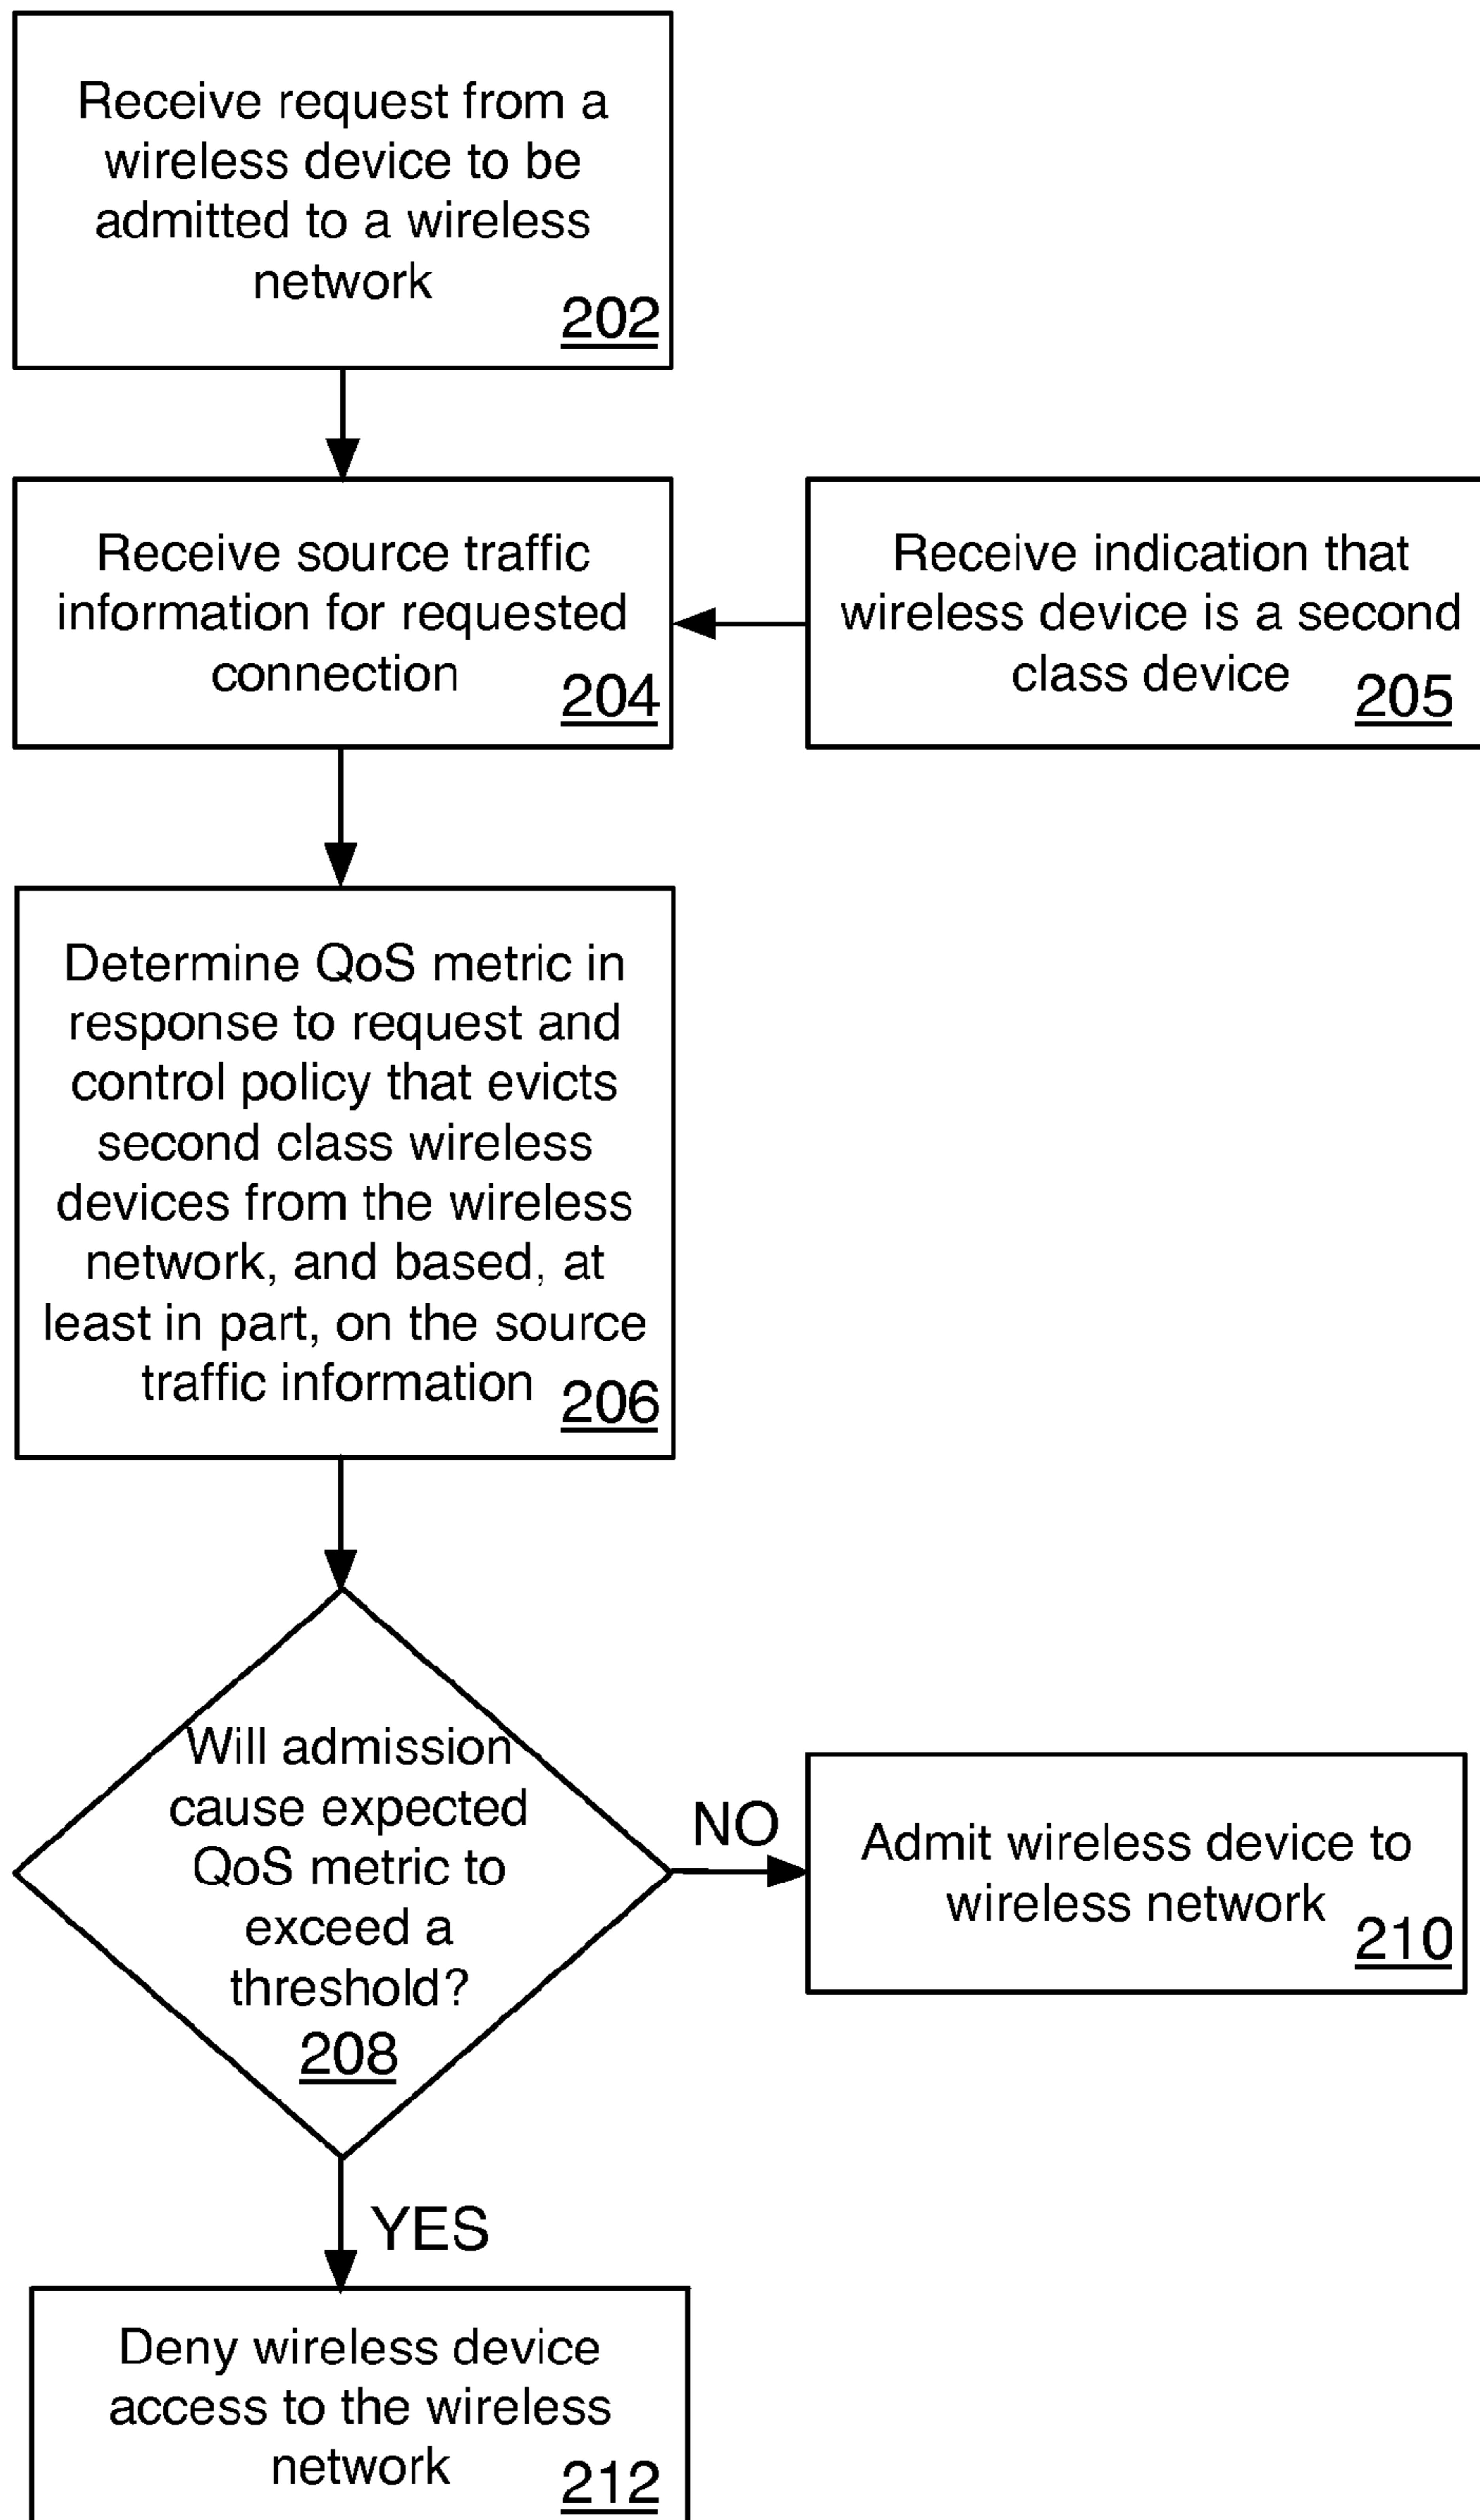 Receive request from a
wireless device to be
admitted to a wireless
network
202
Receive source traffic
information for requested
connection
204
Receive indication that
wireless device is a second
class device
205
Determine QoS metric in
response to request and
control policy that evicts
second class wireless
devices from the wireless
network, and based, at
least in part, on the source
traffic information
206
Will admission
cause expected
QoS metric to
exceed a
threshold?
208
NO
Admit wireless device to
wireless network
210
YES
Deny wireless device
access to the wireless
network
212